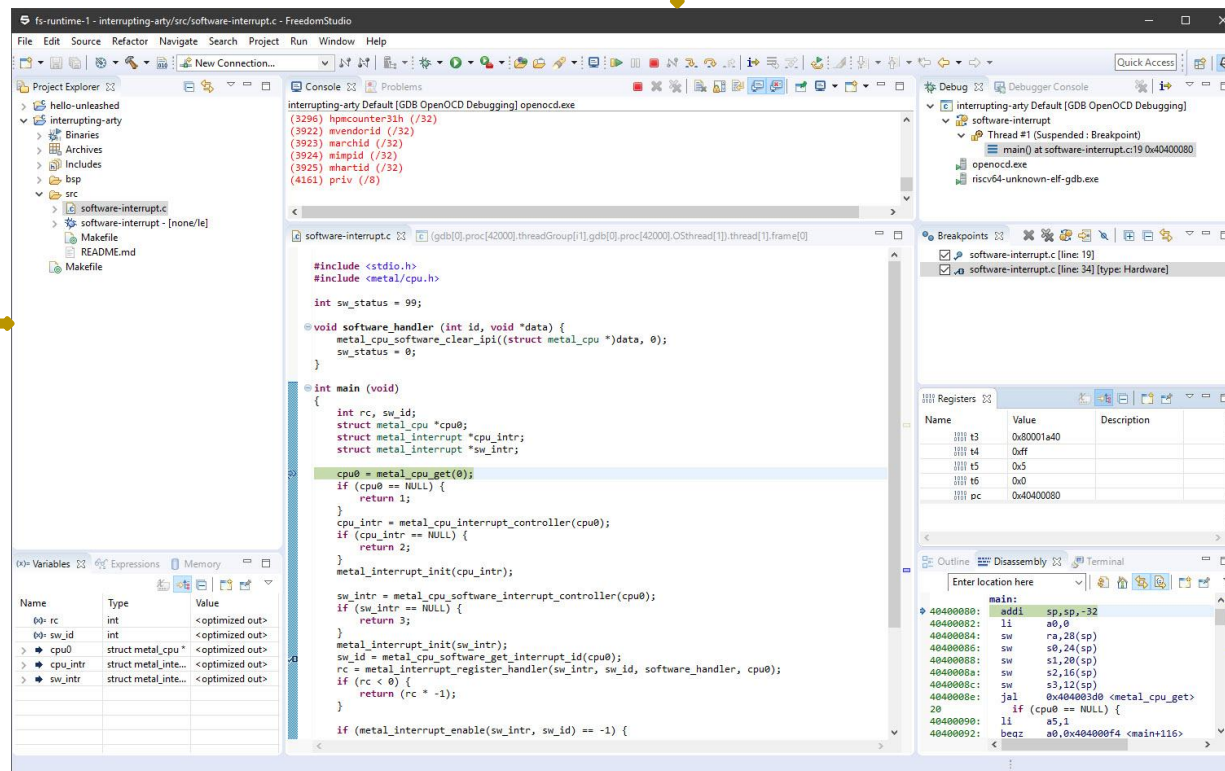 fs-runtime-1 - interrupting-arty/src/software-interrupt.c - FreedomStudio
File Edit Source Refactor Navigate Search Project Run Window Help
New Connection...
Quick Access
Project Explorer
hello-unleashed
interrupting-arty
Binaries
Archives
Includes
bsp
src
software-interrupt.c
software-interrupt - [none/le]
Makefile
README.md
Makefile
Console Problems
interrupting-arty Default [GDB OpenOCD Debugging] openocd.exe
(3296) hpmcounter31h (/32)
(3922) mvendorid (/32)
(3923) marchid (/32)
(3924) mimpid (/32)
(3925) mhartid (/32)
(4161) priv (/8)
Debug Debugger Console
interrupting-arty Default [GDB OpenOCD Debugging]
software-interrupt
Thread #1 (Suspended : Breakpoint)
main() at software-interrupt.c:19 0x40400080
openocd.exe
riscv64-unknown-elf-gdb.exe
software-interrupt.c (gdb[0].proc[42000].threadGroup[i1],gdb[0].proc[42000].OSthread[1]).thread[1].frame[0]
#include <stdio.h>
#include <metal/cpu.h>
int sw_status = 99;
void software_handler (int id, void *data) {
metal_cpu_software_clear_ipi((struct metal_cpu *)data, 0);
sw_status = 0;
}
int main (void)
{
int rc, sw_id;
struct metal_cpu *cpu0;
struct metal_interrupt *cpu_intr;
struct metal_interrupt *sw_intr;
cpu0 = metal_cpu_get(0);
if (cpu0 == NULL) {
return 1;
}
cpu_intr = metal_cpu_interrupt_controller(cpu0);
if (cpu_intr == NULL) {
return 2;
}
metal_interrupt_init(cpu_intr);
sw_intr = metal_cpu_software_interrupt_controller(cpu0);
if (sw_intr == NULL) {
return 3;
}
metal_interrupt_init(sw_intr);
sw_id = metal_cpu_software_get_interrupt_id(cpu0);
rc = metal_interrupt_register_handler(sw_intr, sw_id, software_handler, cpu0);
if (rc < 0) {
return (rc * -1);
}
if (metal_interrupt_enable(sw_intr, sw_id) == -1) {
Breakpoints
software-interrupt.c [line: 19]
software-interrupt.c [line: 34] [type: Hardware]
Registers
Name Value Description
t3 0x80001a40
t4 0xff
t5 0x5
t6 0x0
pc 0x40400080
(x)= Variables Expressions Memory
Name Type Value
(x)= rc int <optimized out>
(x)= sw_id int <optimized out>
cpu0 struct metal_cpu * <optimized out>
cpu_intr struct metal_inte... <optimized out>
sw_intr struct metal_inte... <optimized out>
Outline Disassembly Terminal
Enter location here
main:
40400080: addi sp,sp,-32
40400082: li a0,0
40400084: sw ra,28(sp)
40400086: sw s0,24(sp)
40400088: sw s1,20(sp)
4040008a: sw s2,16(sp)
4040008c: sw s3,12(sp)
4040008e: jal 0x404003d0 <metal_cpu_get>
20 if (cpu0 == NULL) {
40400090: li a5,1
40400092: beqz a0,0x404000f4 <main+116>